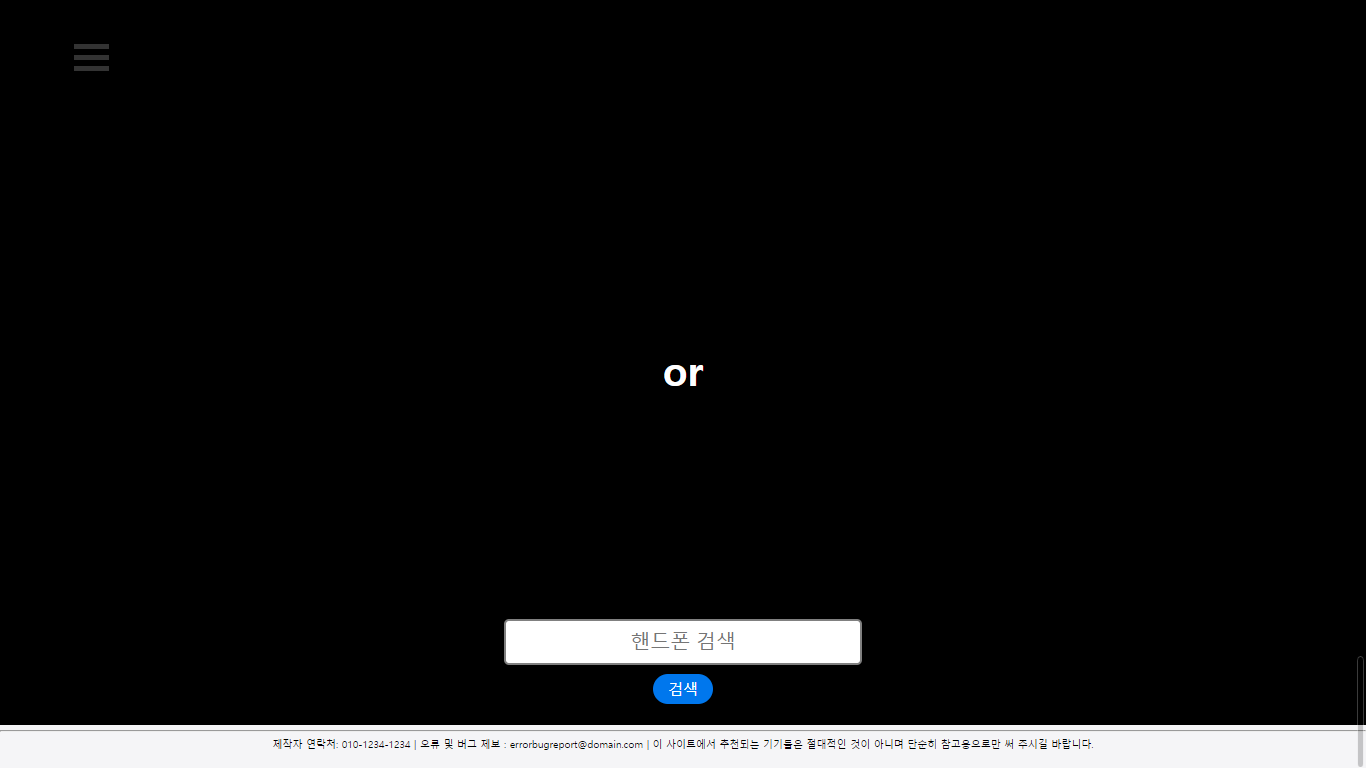 or
핸드폰 검색
검색
제작자 연락처: 010-1234-1234 | 오류 및 버그 제보 : errorbugreport@domain.com | 이 사이트에서 추천되는 기기들은 절대적인 것이 아니며 단순히 참고용으로만 써 주시길 바랍니다.